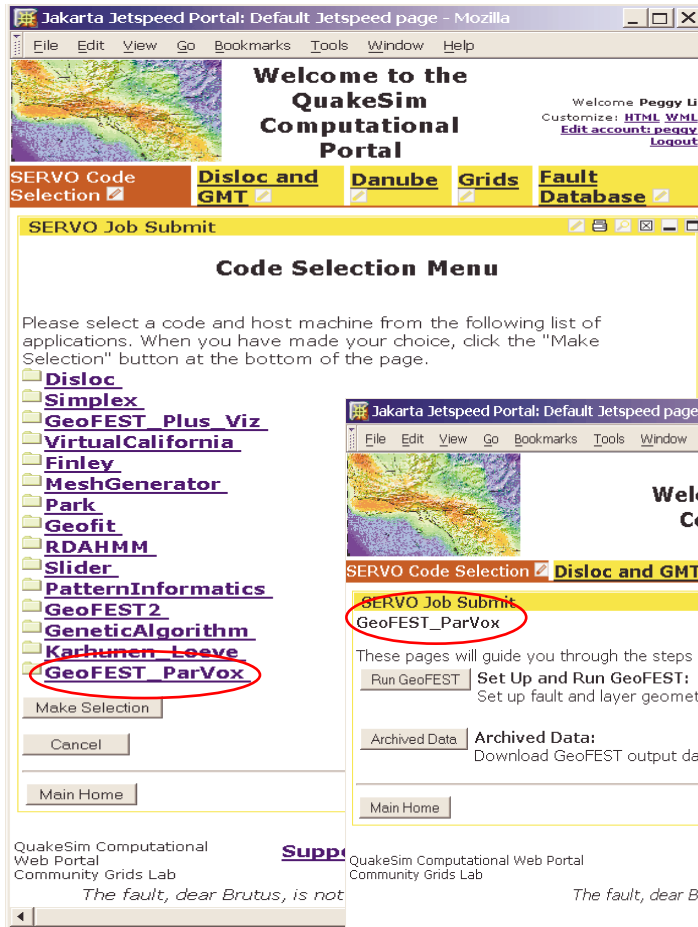 Jakarta Jetspeed Portal: Default Jetspeed page - Mozilla
File Edit View Go Bookmarks Tools Window Help
Welcome to the
QuakeSim
Computational
Portal
Welcome Peggy Li
Customize: HTML WML
Edit account: peggy
Logout
SERVO Code
Selection
Disloc and
GMT
Danube
Grids
Fault
Database
SERVO Job Submit
Code Selection Menu
Please select a code and host machine from the following list of
applications. When you have made your choice, click the "Make
Selection" button at the bottom of the page.
Disloc
Simplex
GeoFEST_Plus_Viz
VirtualCalifornia
Finley
MeshGenerator
Park
Geofit
RDAHMM
Slider
PatternInformatics
GeoFEST2
GeneticAlgorithm
Karhunen_Loeve
GeoFEST_ParVox
Make Selection
Cancel
Main Home
QuakeSim Computational
Web Portal
Community Grids Lab
Suppo
The fault, dear Brutus, is not
Jakarta Jetspeed Portal: Default Jetspeed page
File Edit View Go Bookmarks Tools Window
Welc
Co
SERVO Code Selection Disloc and GMT
SERVO Job Submit
GeoFEST_ParVox
These pages will guide you through the steps
Run GeoFEST Set Up and Run GeoFEST:
Set up fault and layer geomet
Archived Data Archived Data:
Download GeoFEST output da
Main Home
QuakeSim Computational Web Portal
Community Grids Lab
The fault, dear B